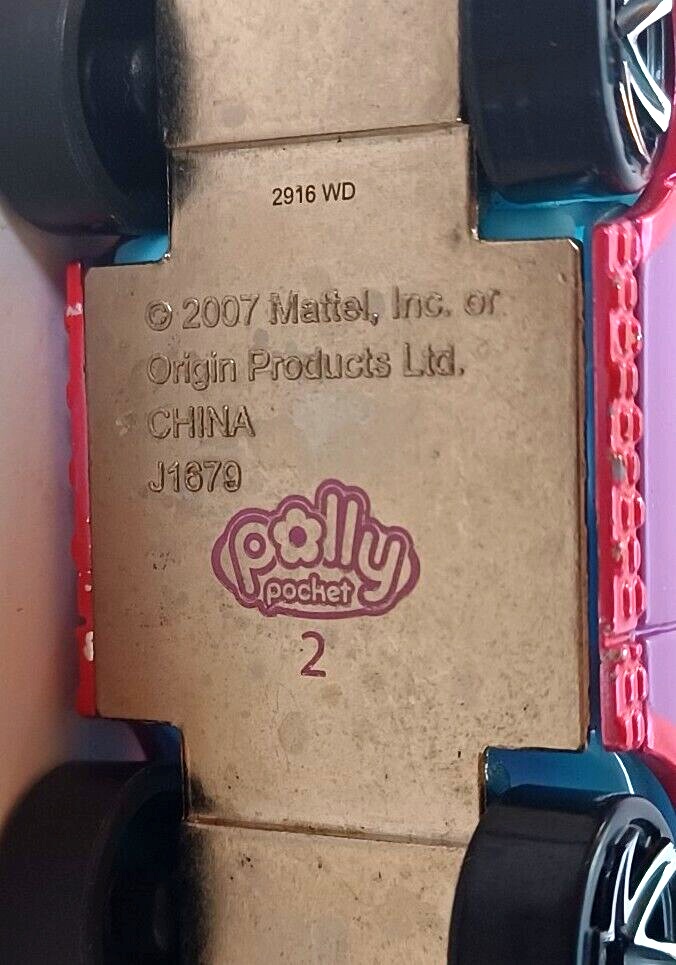 2916 WD
© 2007 Mattel, Inc. or
Origin Products Ltd.
CHINA
J1679
polly
pocket
2